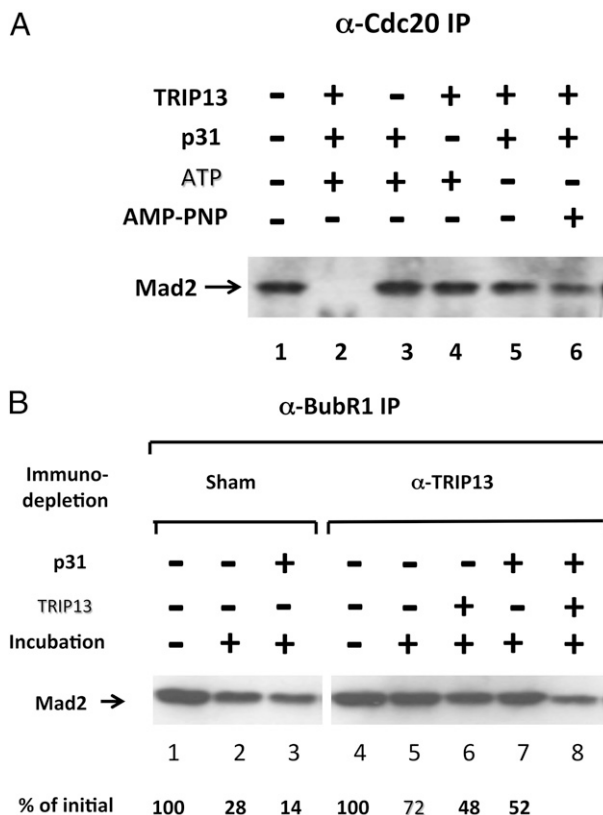 A
α-Cdc20 IP
TRIP13 - + - + + +
p31 - + + - + +
ATP - + + + - -
AMP-PNP - - - - - +
Mad2 →
1 2 3 4 5 6
B
α-BubR1 IP
Immuno-
depletion
Sham α-TRIP13
p31 - - + - - - + +
TRIP13 - - - - - + - +
Incubation - + + - + + + +
Mad2 →
1 2 3 4 5 6 7 8
% of initial 100 28 14 100 72 48 52